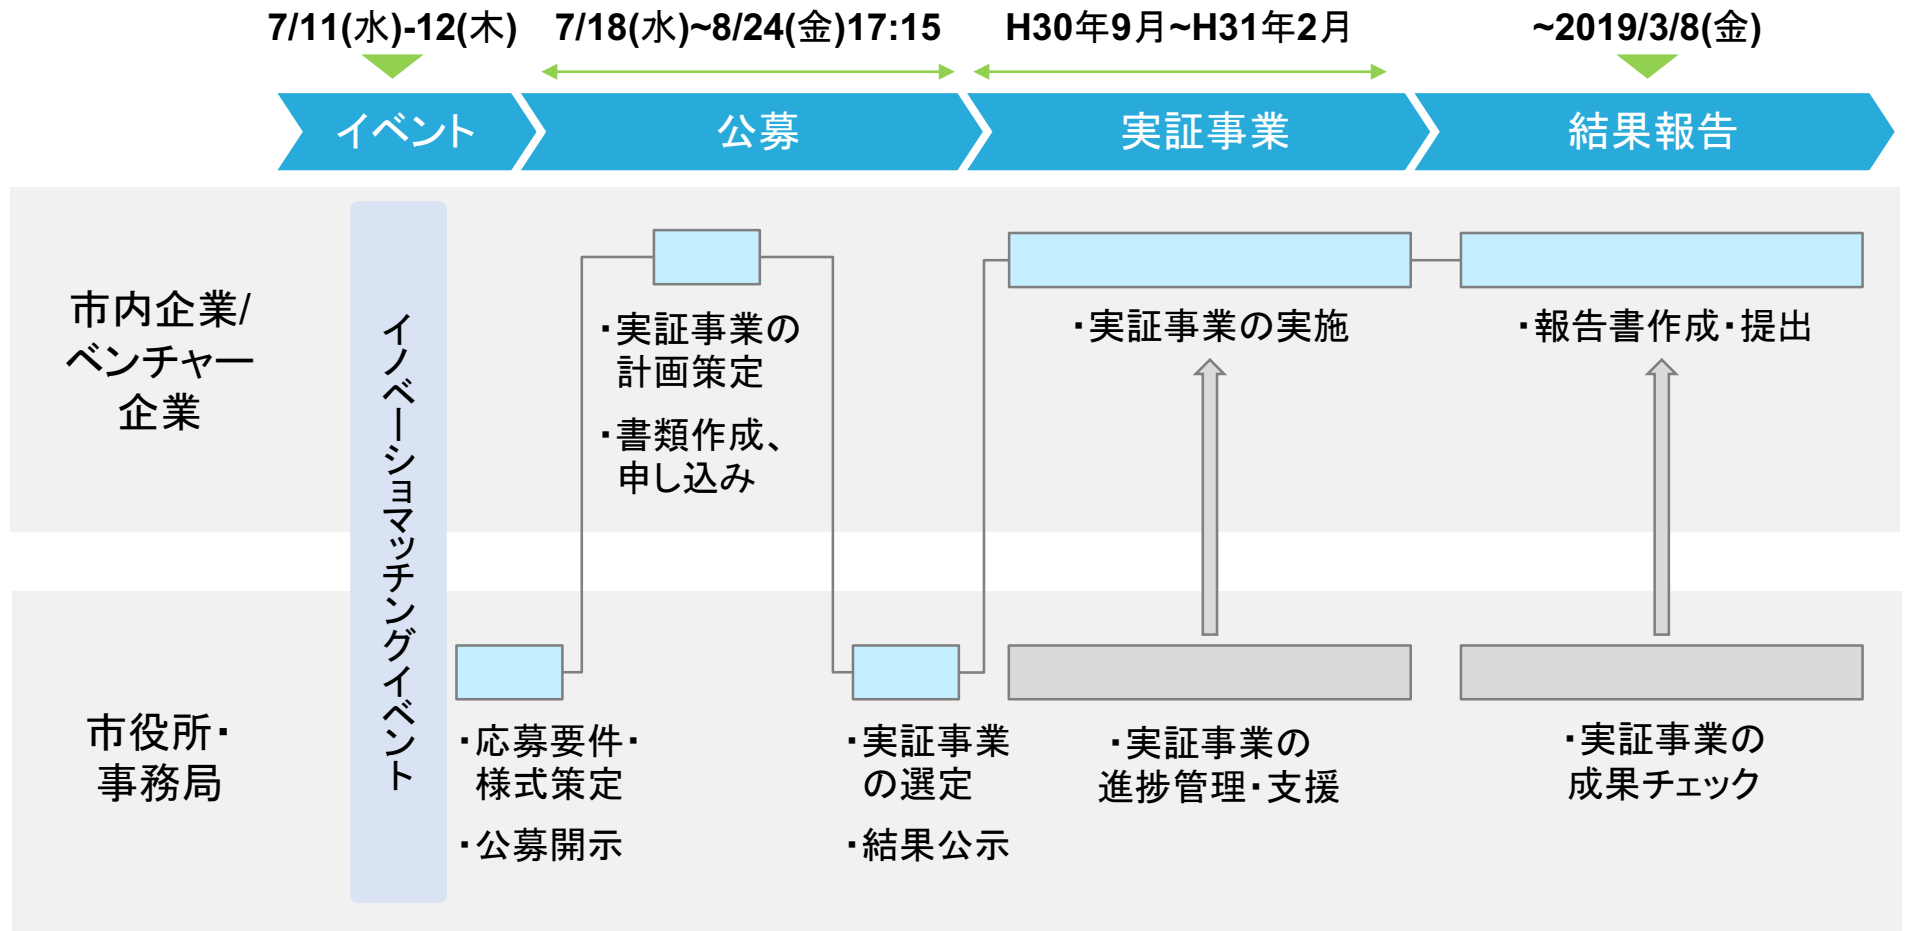 7/11(水)-12(木)
7/18(水)~8/24(金)17:15
H30年9月~H31年2月
~2019/3/8(金)
イベント
公募
実証事業
結果報告
市内企業/
ベンチャー
企業
イノベーショマッチングイベント
・実証事業の
計画策定
・書類作成、
申し込み
・実証事業の実施
・報告書作成・提出
市役所・
事務局
・応募要件・
様式策定
・公募開示
・実証事業
の選定
・結果公示
・実証事業の
進捗管理・支援
・実証事業の
成果チェック